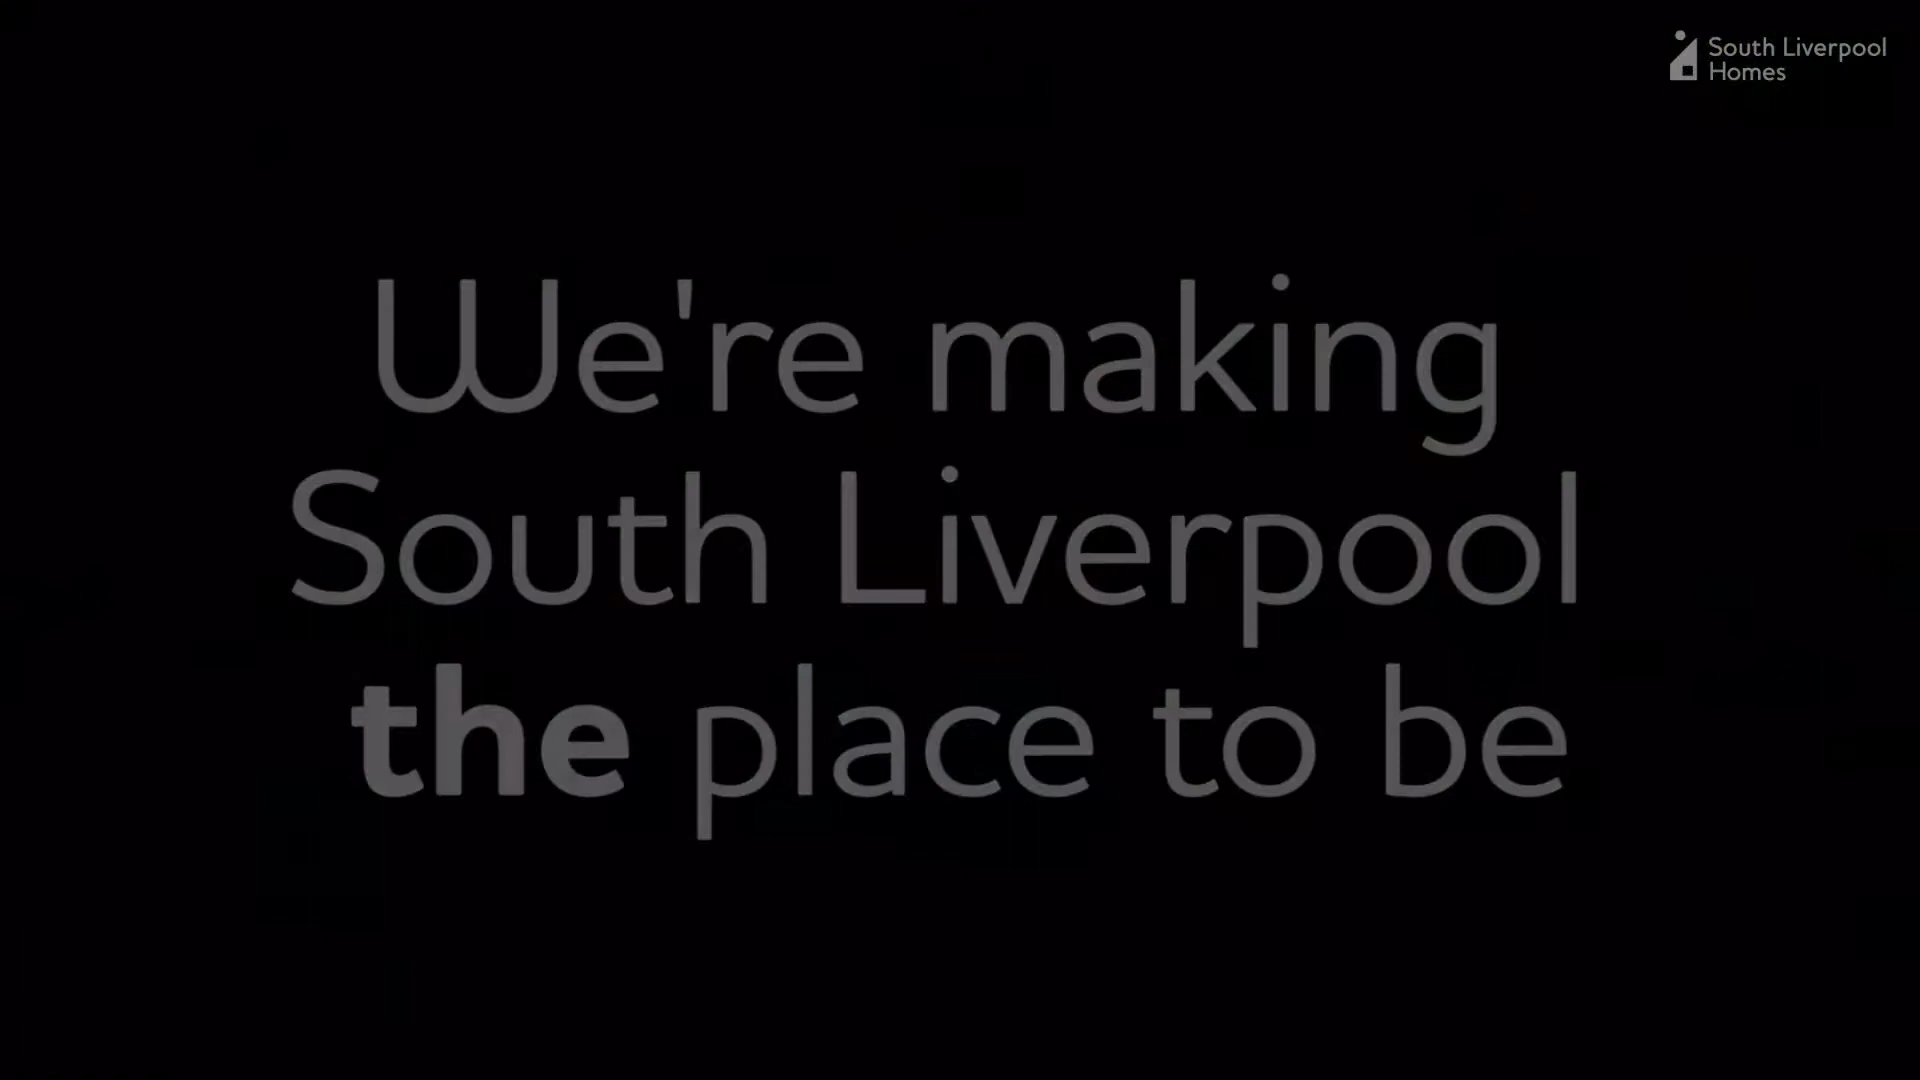 South Liverpool
Homes
We're making
South Liverpool
the place to be